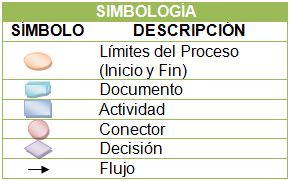 SIMBOLOGÍA
SÍMBOLO DESCRIPCIÓN
Límites del Proceso
(Inicio y Fin)
Documento
Actividad
Conector
Decisión
Flujo